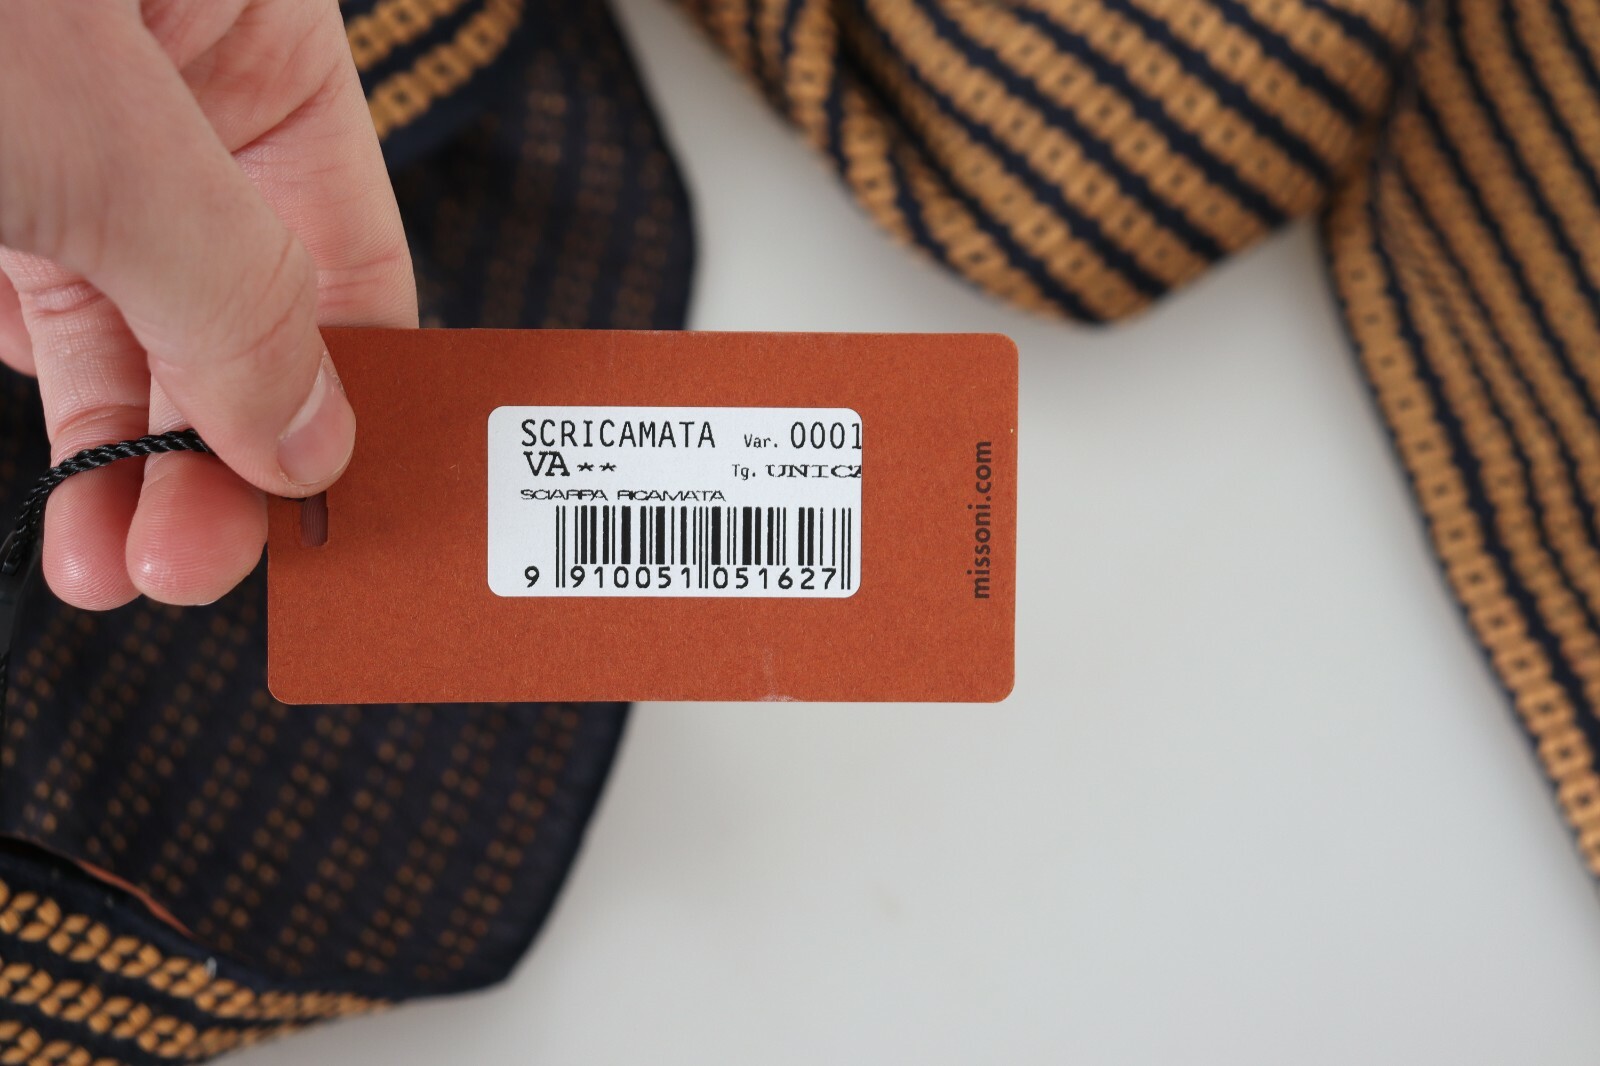 SCRICAMATA Var. 0001
VA** Tg. UNICA
SCIARPA RICAMATA
9 910051 051627
missoni.com